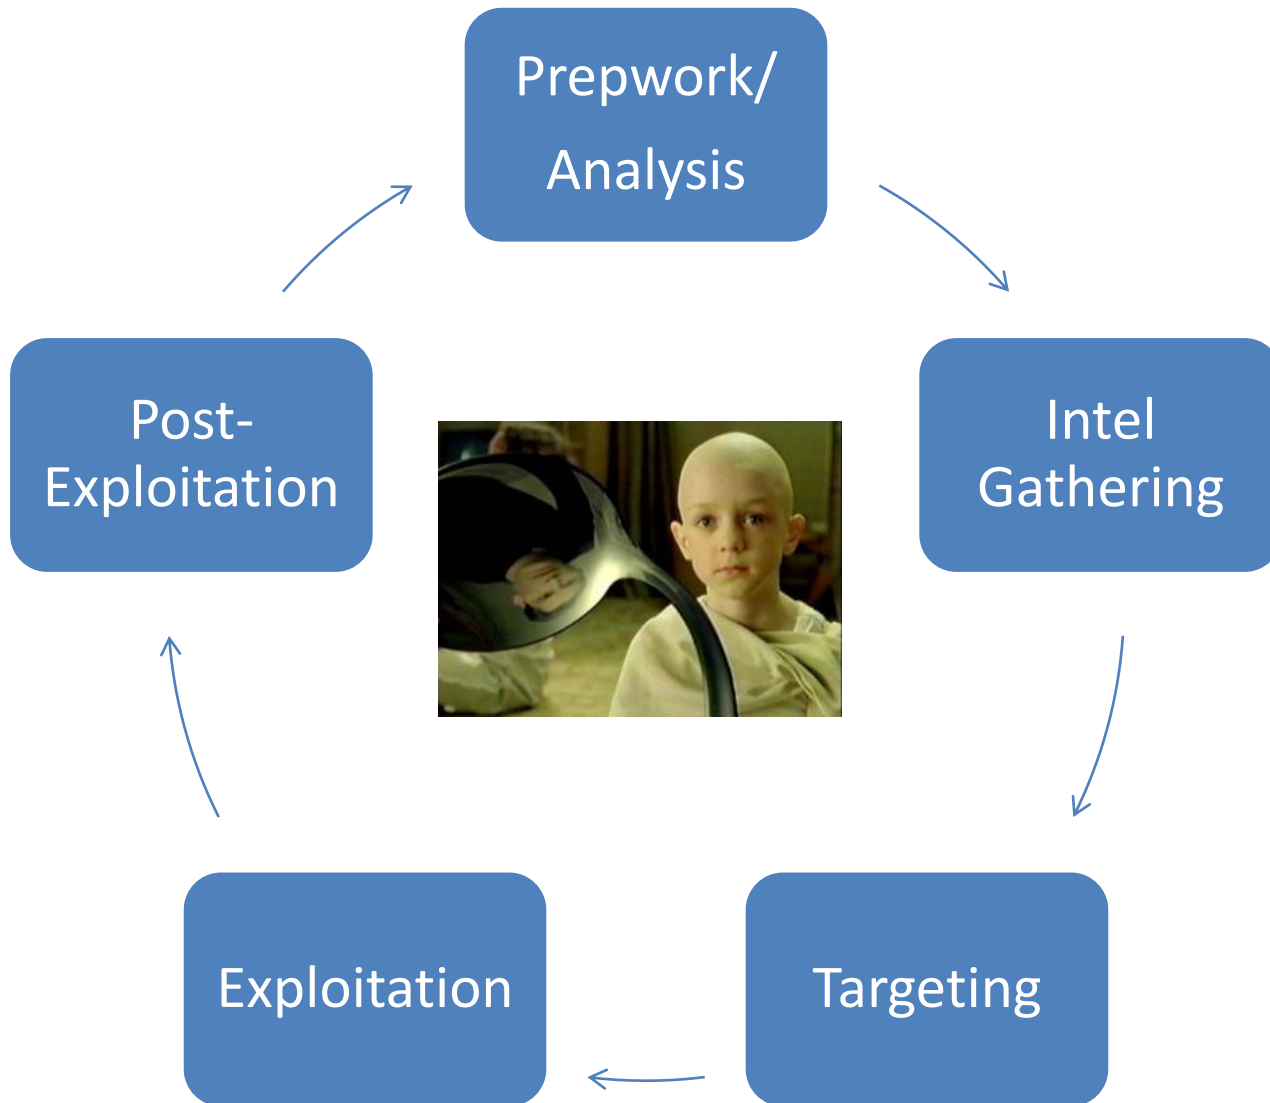 Prepwork/
Analysis
Intel
Gathering
Targeting
Exploitation
Post-
Exploitation